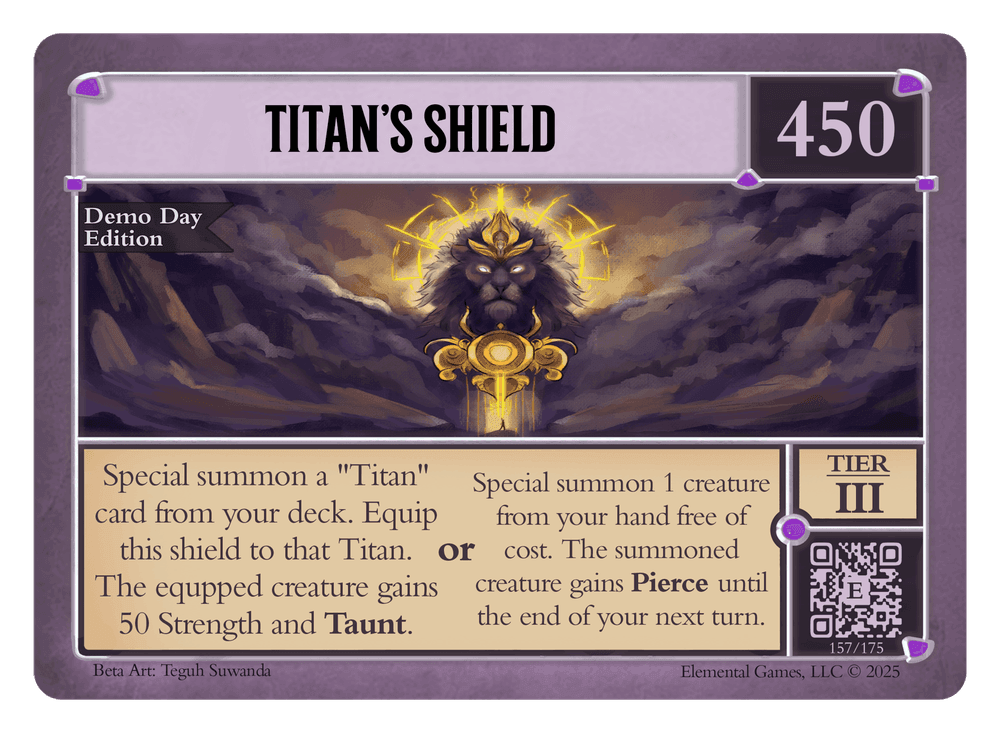 TITAN'S SHIELD
450
Demo Day
Edition
Special summon a "Titan"
card from your deck. Equip
this shield to that Titan.
The equpped creature gains
50 Strength and Taunt.
or
Special summon 1 creature
from your hand free of
cost. The summoned
creature gains Pierce until
the end of your next turn.
TIER
III
E
157/175
Beta Art: Teguh Suwanda
Elemental Games, LLC © 2025